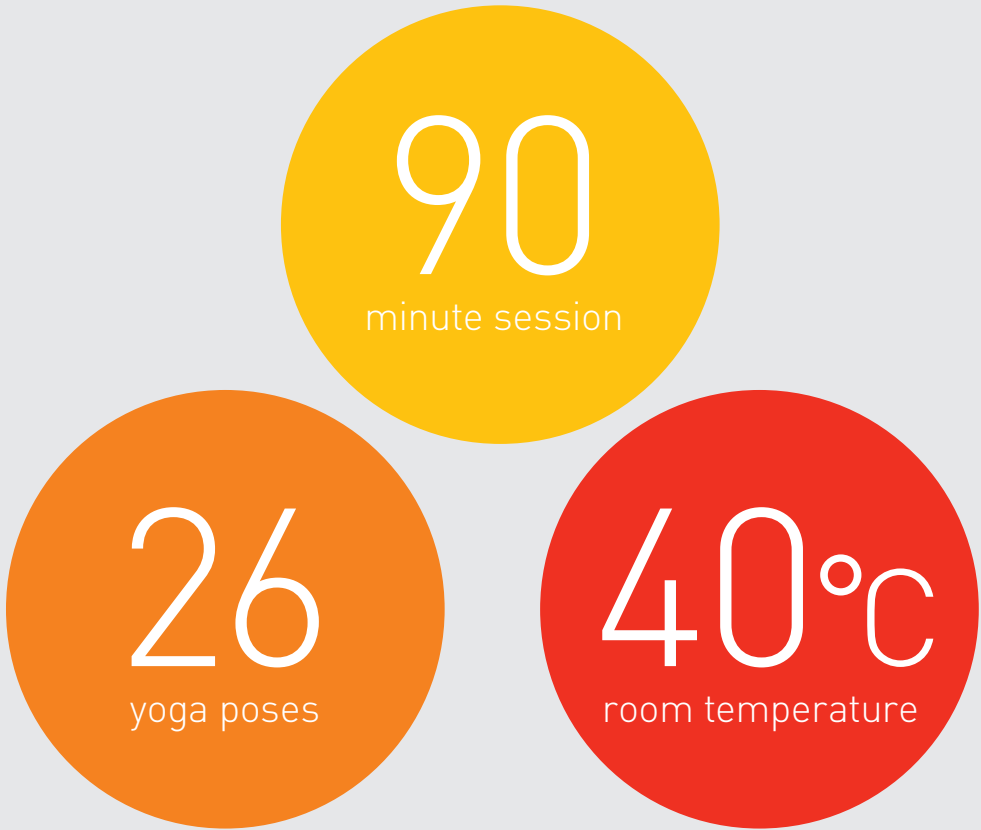 90
minute session
26
yoga poses
40°C
room temperature